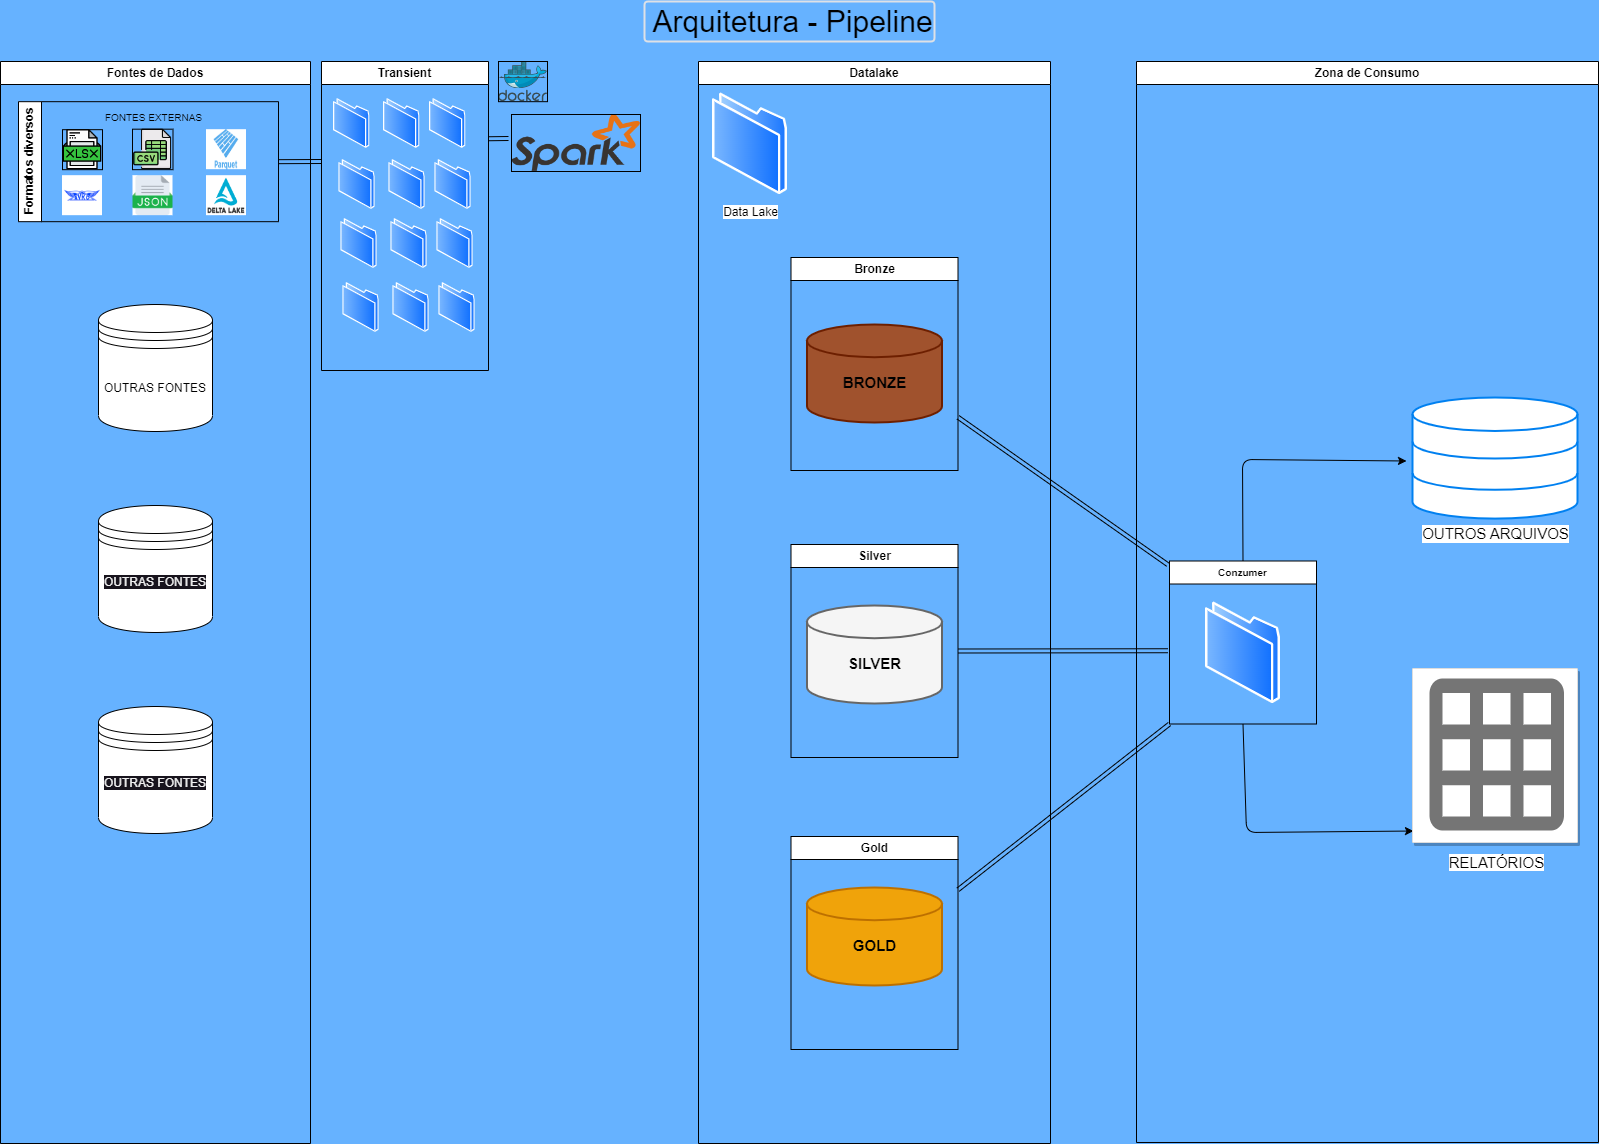 Arquitetura - Pipeline
Fontes de Dados
Formatos diversos
FONTES EXTERNAS
XLSX
CSV
Parquet
AVRO
JSON
DELTA LAKE
OUTRAS FONTES
OUTRAS FONTES
OUTRAS FONTES
Transient
docker
Spark
Datalake
Data Lake
Bronze
BRONZE
Silver
SILVER
Gold
GOLD
Zona de Consumo
Conzumer
OUTROS ARQUIVOS
RELATÓRIOS